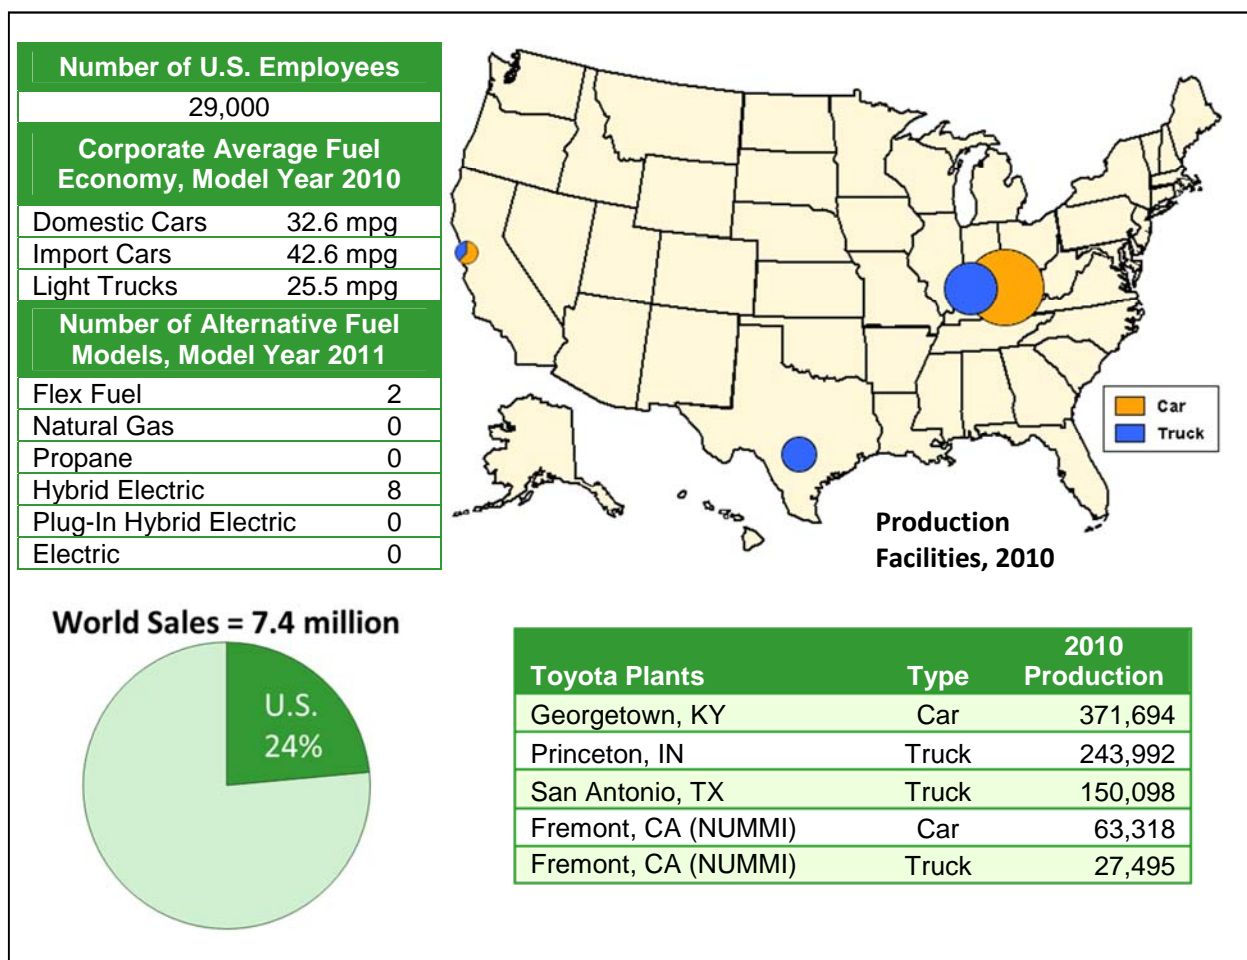 Number of U.S. Employees
29,000
Corporate Average Fuel
Economy, Model Year 2010
Domestic Cars 32.6 mpg
Import Cars 42.6 mpg
Light Trucks 25.5 mpg
Number of Alternative Fuel
Models, Model Year 2011
Flex Fuel 2
Natural Gas 0
Propane 0
Hybrid Electric 8
Plug-In Hybrid Electric 0
Electric 0
Car
Truck
Production
Facilities, 2010
World Sales = 7.4 million
U.S.
24%
2010
Toyota Plants Type Production
Georgetown, KY Car 371,694
Princeton, IN Truck 243,992
San Antonio, TX Truck 150,098
Fremont, CA (NUMMI) Car 63,318
Fremont, CA (NUMMI) Truck 27,495